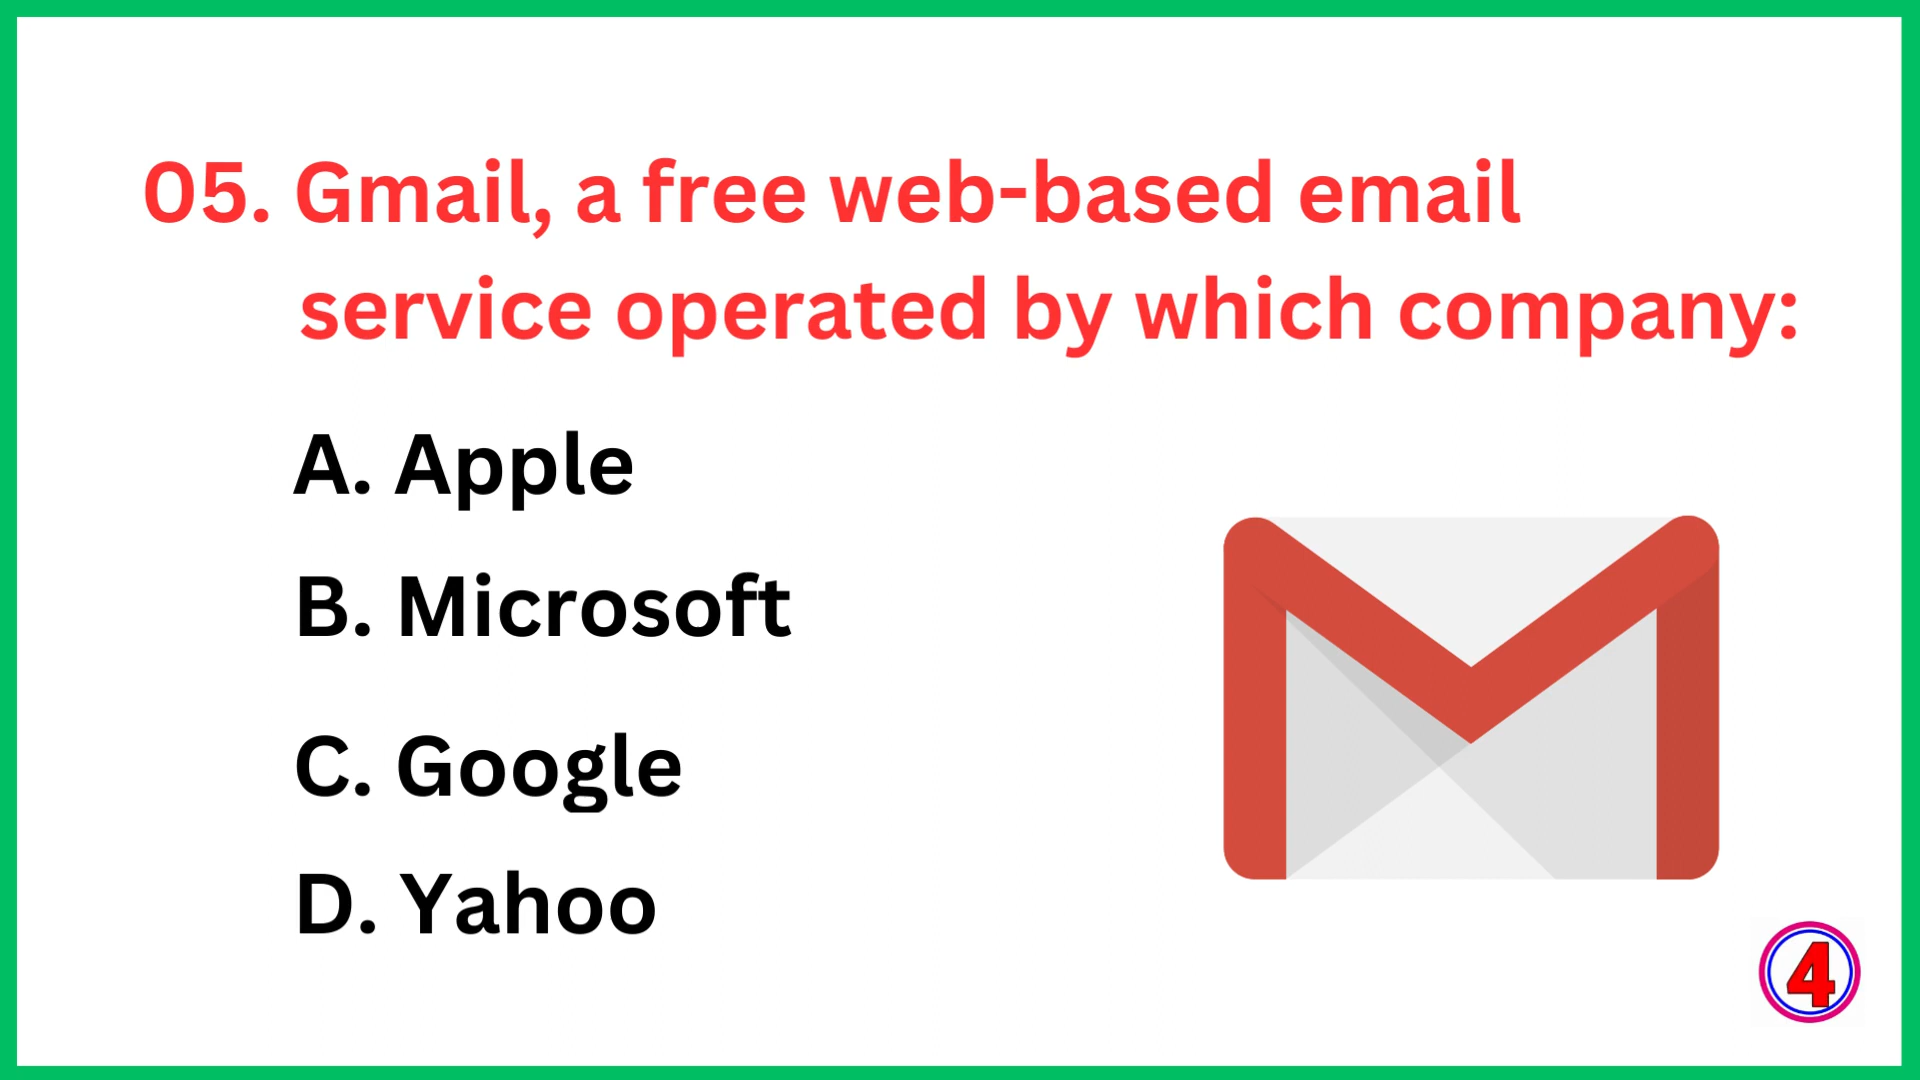 05. Gmail, a free web-based email
service operated by which company:
A. Apple
B. Microsoft
C. Google
D. Yahoo
4